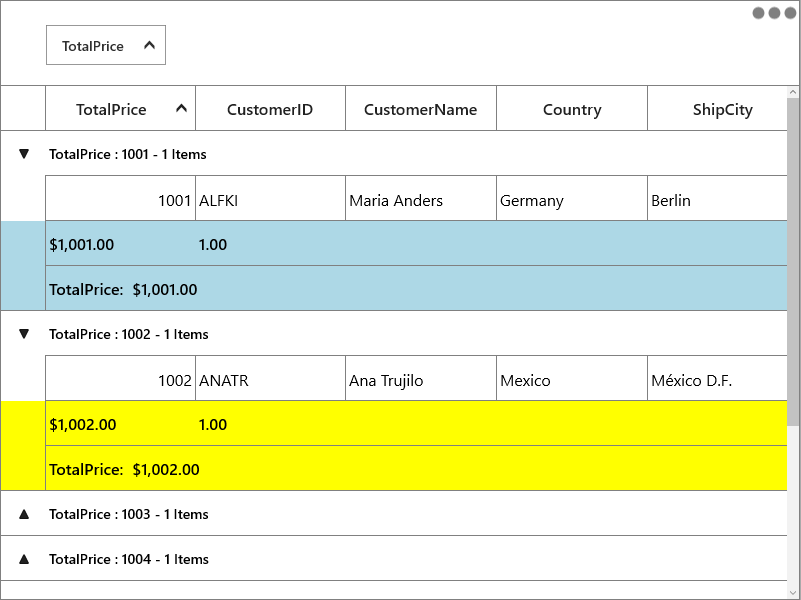 TotalPrice
TotalPrice CustomerID CustomerName Country ShipCity
TotalPrice : 1001 - 1 Items
1001 ALFKI Maria Anders Germany Berlin
$1,001.00 1.00
TotalPrice: $1,001.00
TotalPrice : 1002 - 1 Items
1002 ANATR Ana Trujilo Mexico México D.F.
$1,002.00 1.00
TotalPrice: $1,002.00
TotalPrice : 1003 - 1 Items
TotalPrice : 1004 - 1 Items